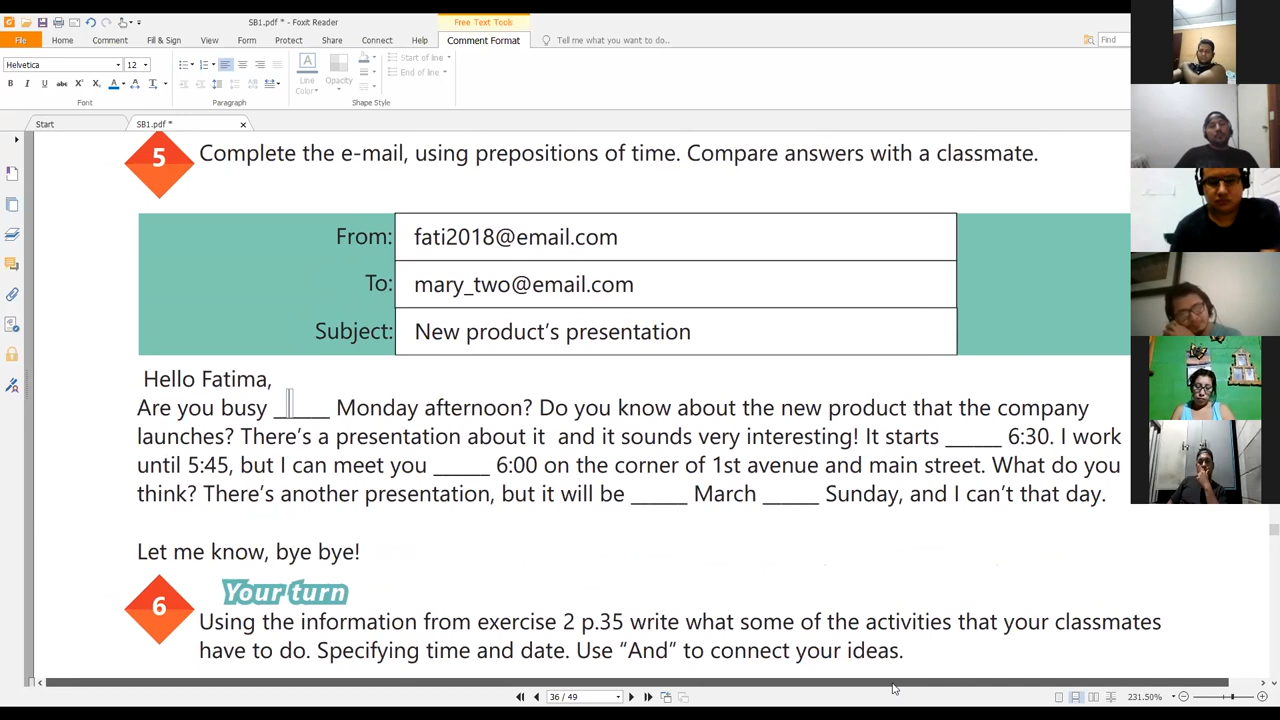 SB1.pdf * - Foxit Reader
Free Text Tools
File Home Comment Fill & Sign View Form Protect Share Connect Help Comment Format Tell me what you want to do.. Find
Helvetica 12
Line Color Opacity Start of line End of line
Font Paragraph Shape Style
Start SB1.pdf *
5 Complete the e-mail, using prepositions of time. Compare answers with a classmate.
From: fati2018@email.com
To: mary_two@email.com
Subject: New product's presentation
Hello Fatima,
Are you busy ______ Monday afternoon? Do you know about the new product that the company
launches? There's a presentation about it and it sounds very interesting! It starts ______ 6:30. I work
until 5:45, but I can meet you ______ 6:00 on the corner of 1st avenue and main street. What do you
think? There's another presentation, but it will be ______ March ______ Sunday, and I can't that day.
Let me know, bye bye!
6 Your turn
Using the information from exercise 2 p.35 write what some of the activities that your classmates
have to do. Specifying time and date. Use “And” to connect your ideas.
36 / 49 231.50%